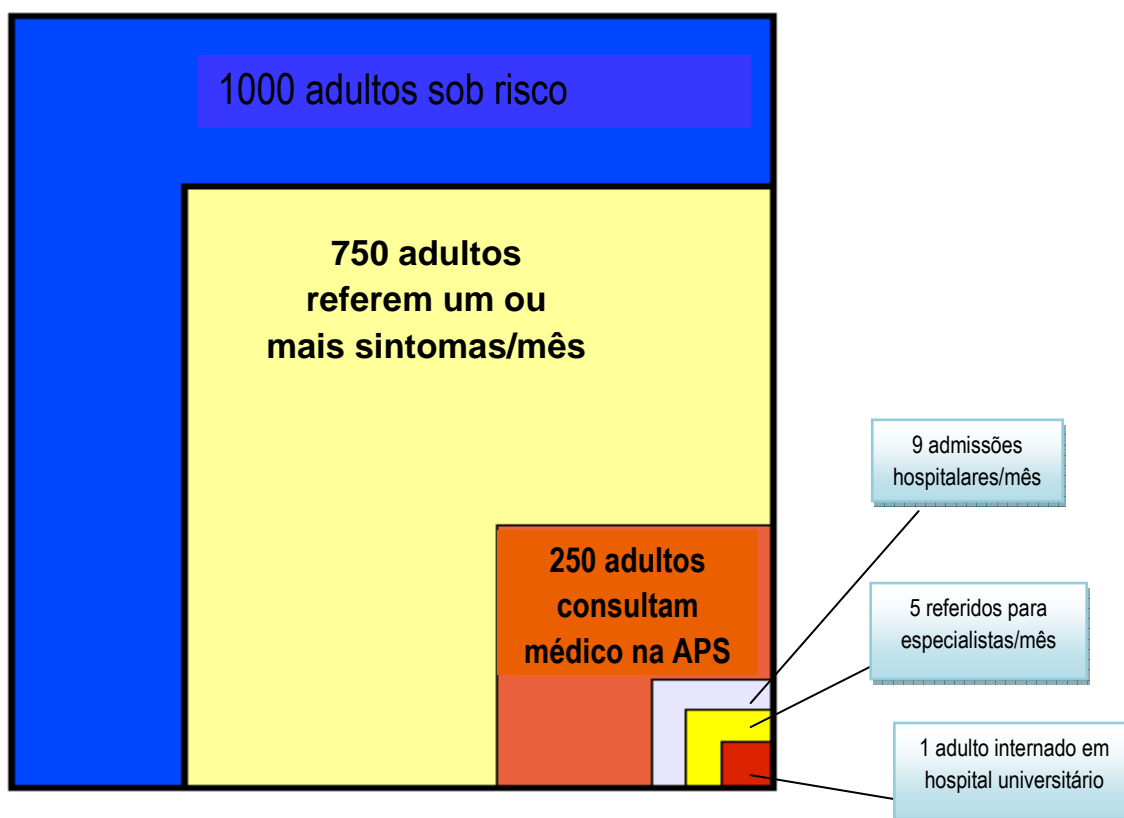 1000 adultos sob risco
750 adultos
referem um ou
mais sintomas/mês
250 adultos
consultam
médico na APS
9 admissões
hospitalares/mês
5 referidos para
especialistas/mês
1 adulto internado em
hospital universitário